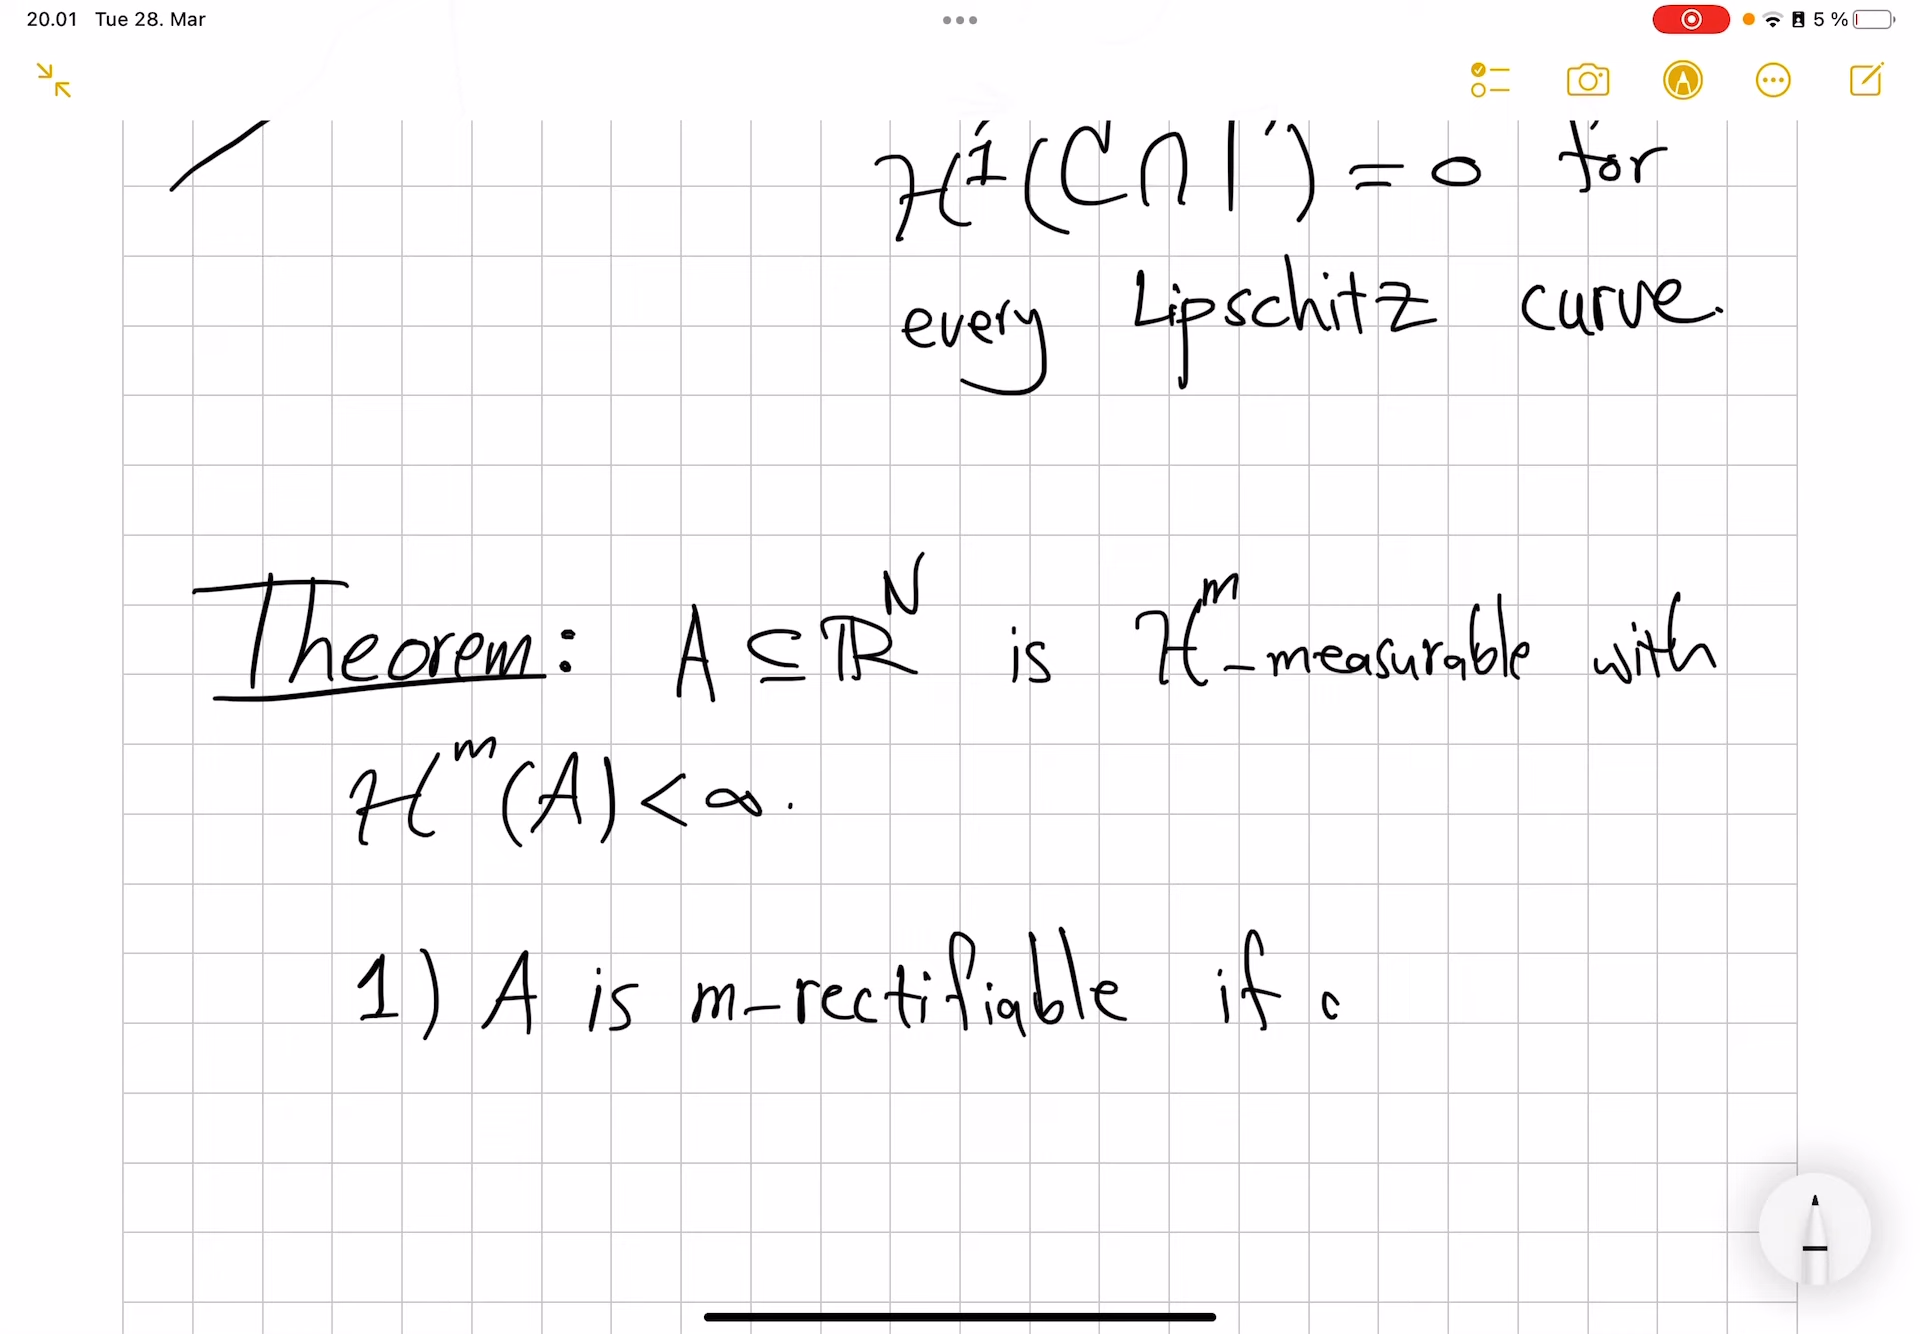 20.01 Tue 28. Mar 5 %
ℋ¹(C∩Γ) = 0 for
every Lipschitz curve.
Theorem: A ⊆ ℝᴺ is ℋᵐ-measurable with
ℋᵐ(A) < ∞.
1) A is m-rectifiable if